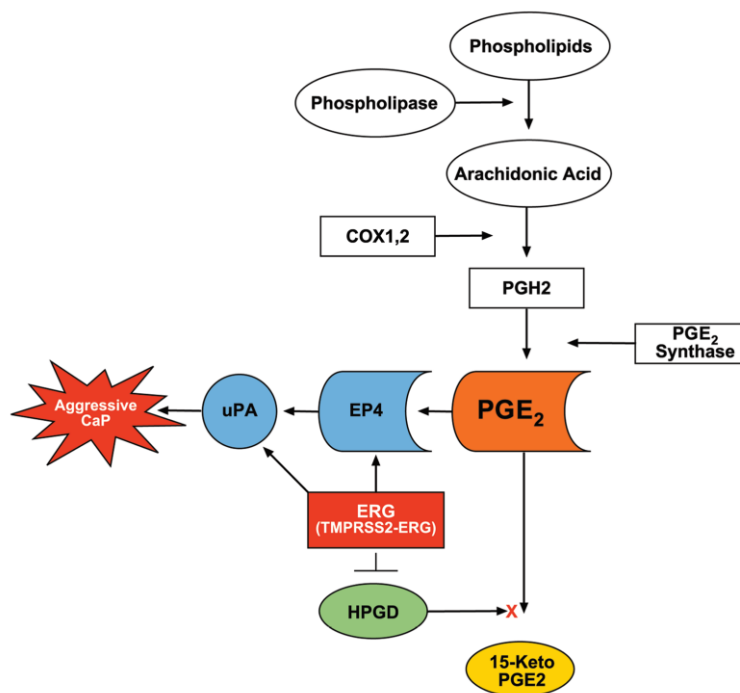 Phospholipids
Phospholipase
Arachidonic Acid
COX1,2
PGH2
PGE₂
Synthase
Aggressive
CaP
uPA
EP4
PGE₂
ERG
(TMPRSS2-ERG)
HPGD
X
15-Keto
PGE2